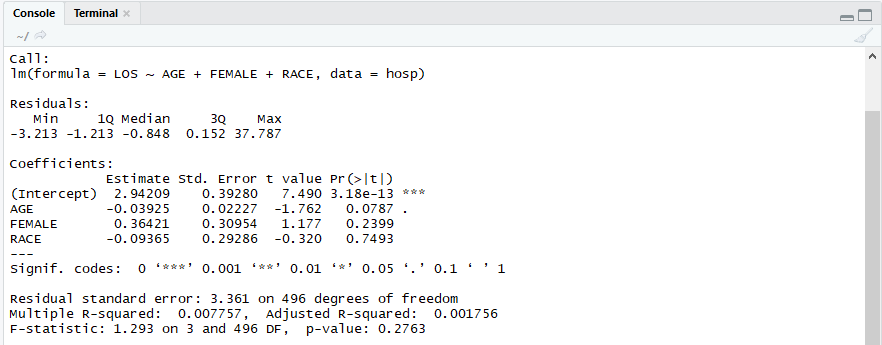 Console Terminal ×
~/
Call:
lm(formula = LOS ~ AGE + FEMALE + RACE, data = hosp)
Residuals:
   Min     1Q Median     3Q    Max
-3.213 -1.213 -0.848  0.152 37.787
Coefficients:
            Estimate Std. Error t value Pr(>|t|)
(Intercept)  2.94209    0.39280   7.490 3.18e-13 ***
AGE         -0.03925    0.02227  -1.762   0.0787 .
FEMALE       0.36421    0.30954   1.177   0.2399
RACE        -0.09365    0.29286  -0.320   0.7493
---
Signif. codes:  0 ‘***’ 0.001 ‘**’ 0.01 ‘*’ 0.05 ‘.’ 0.1 ‘ ’ 1
Residual standard error: 3.361 on 496 degrees of freedom
Multiple R-squared:  0.007757,  Adjusted R-squared:  0.001756
F-statistic: 1.293 on 3 and 496 DF,  p-value: 0.2763